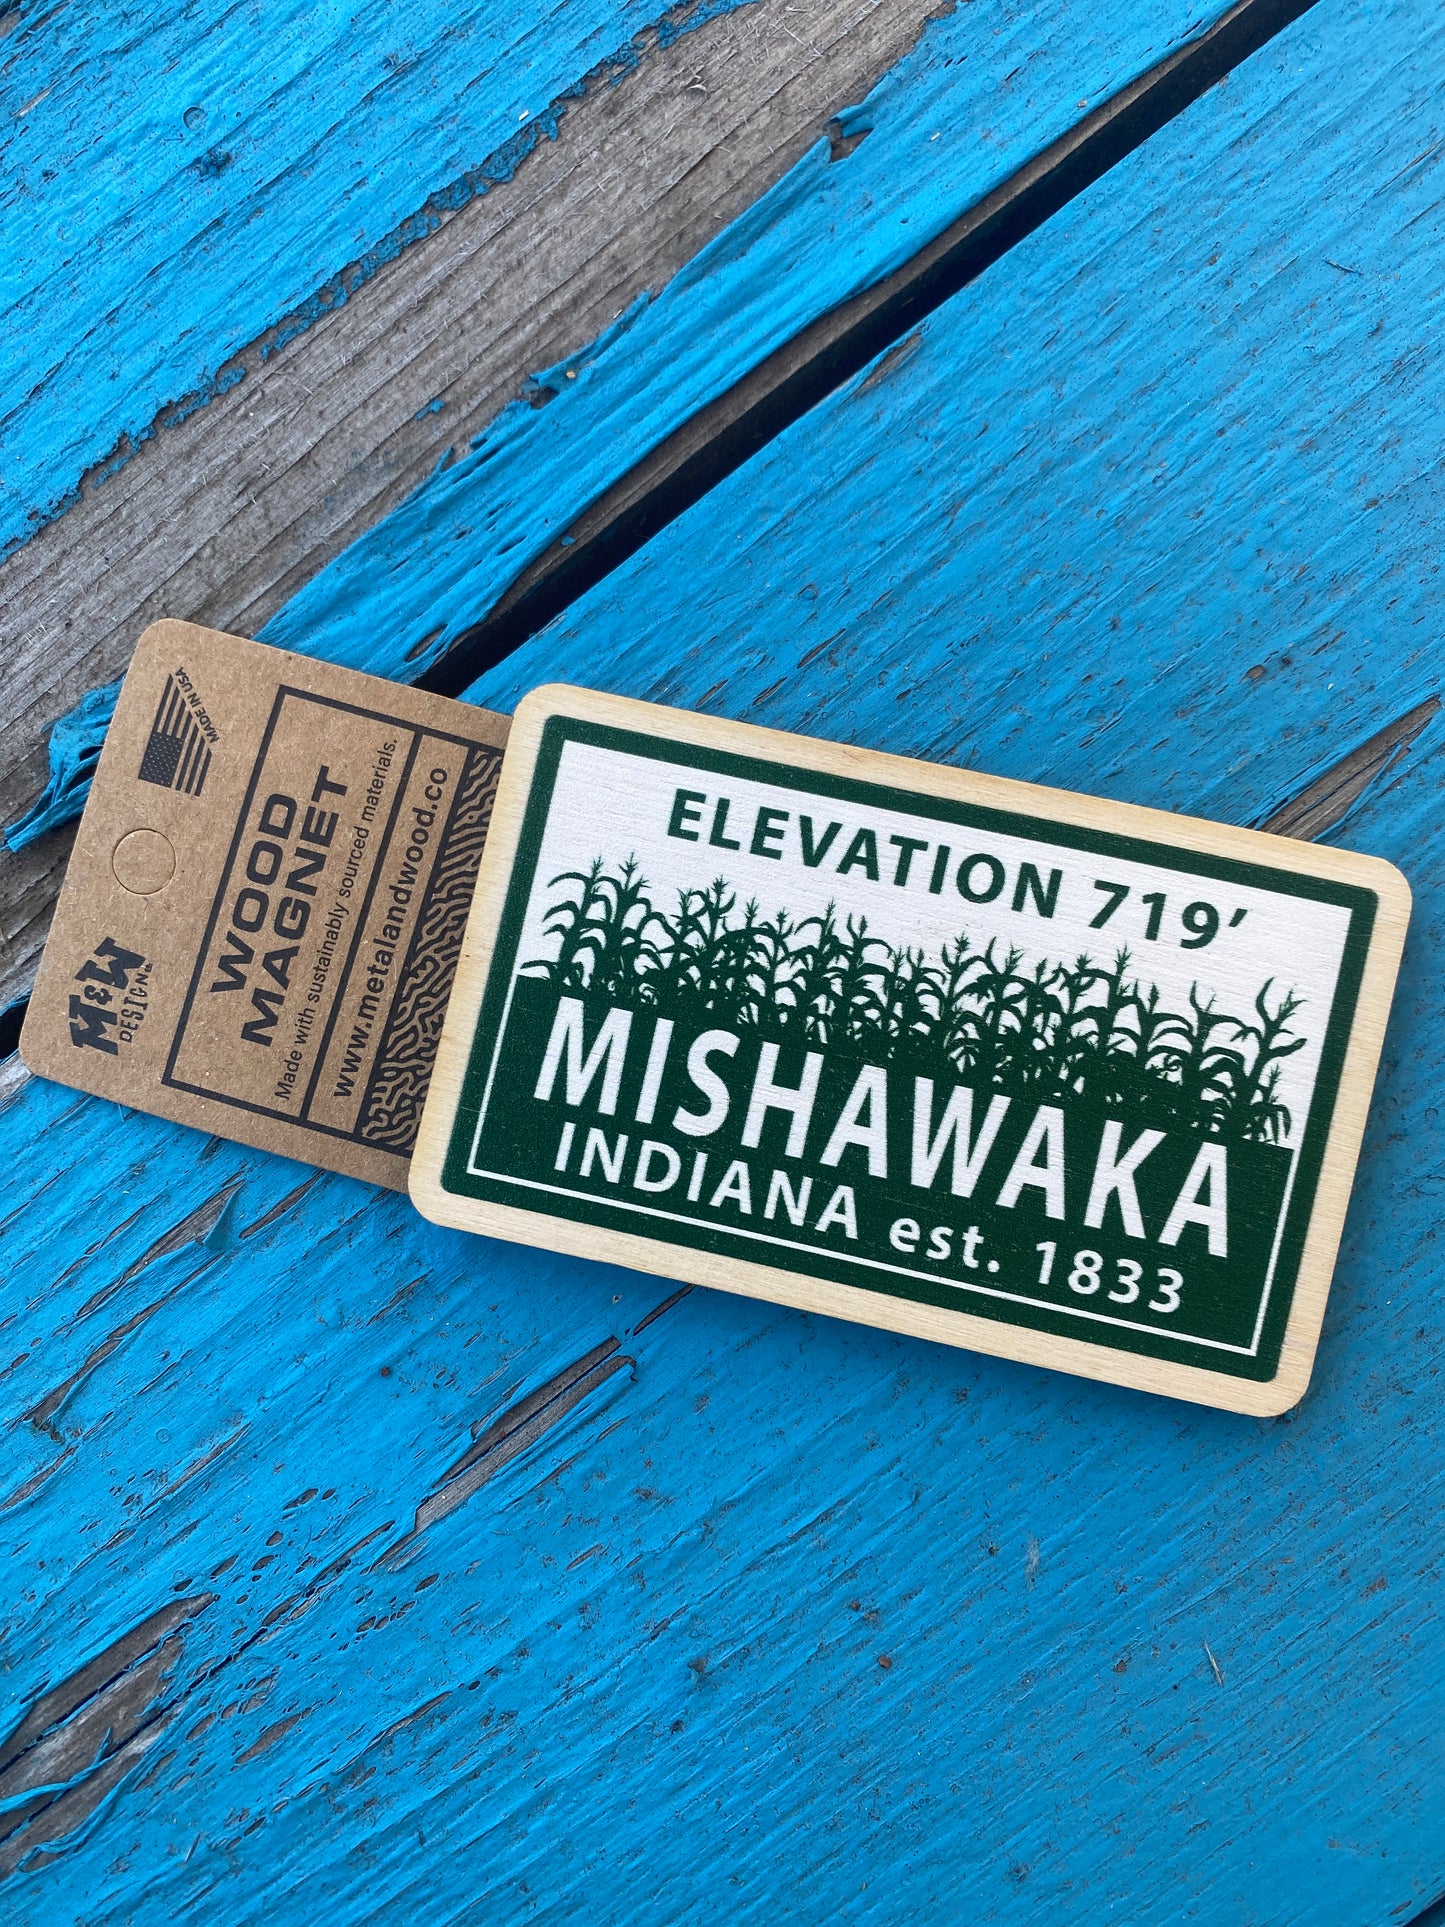 ELEVATION 719’
MISHAWAKA
INDIANA est. 1833
MADE IN USA
M&W
DESIGN CO.
WOOD
MAGNET
Made with sustainably sourced materials.
www.metalandwood.co